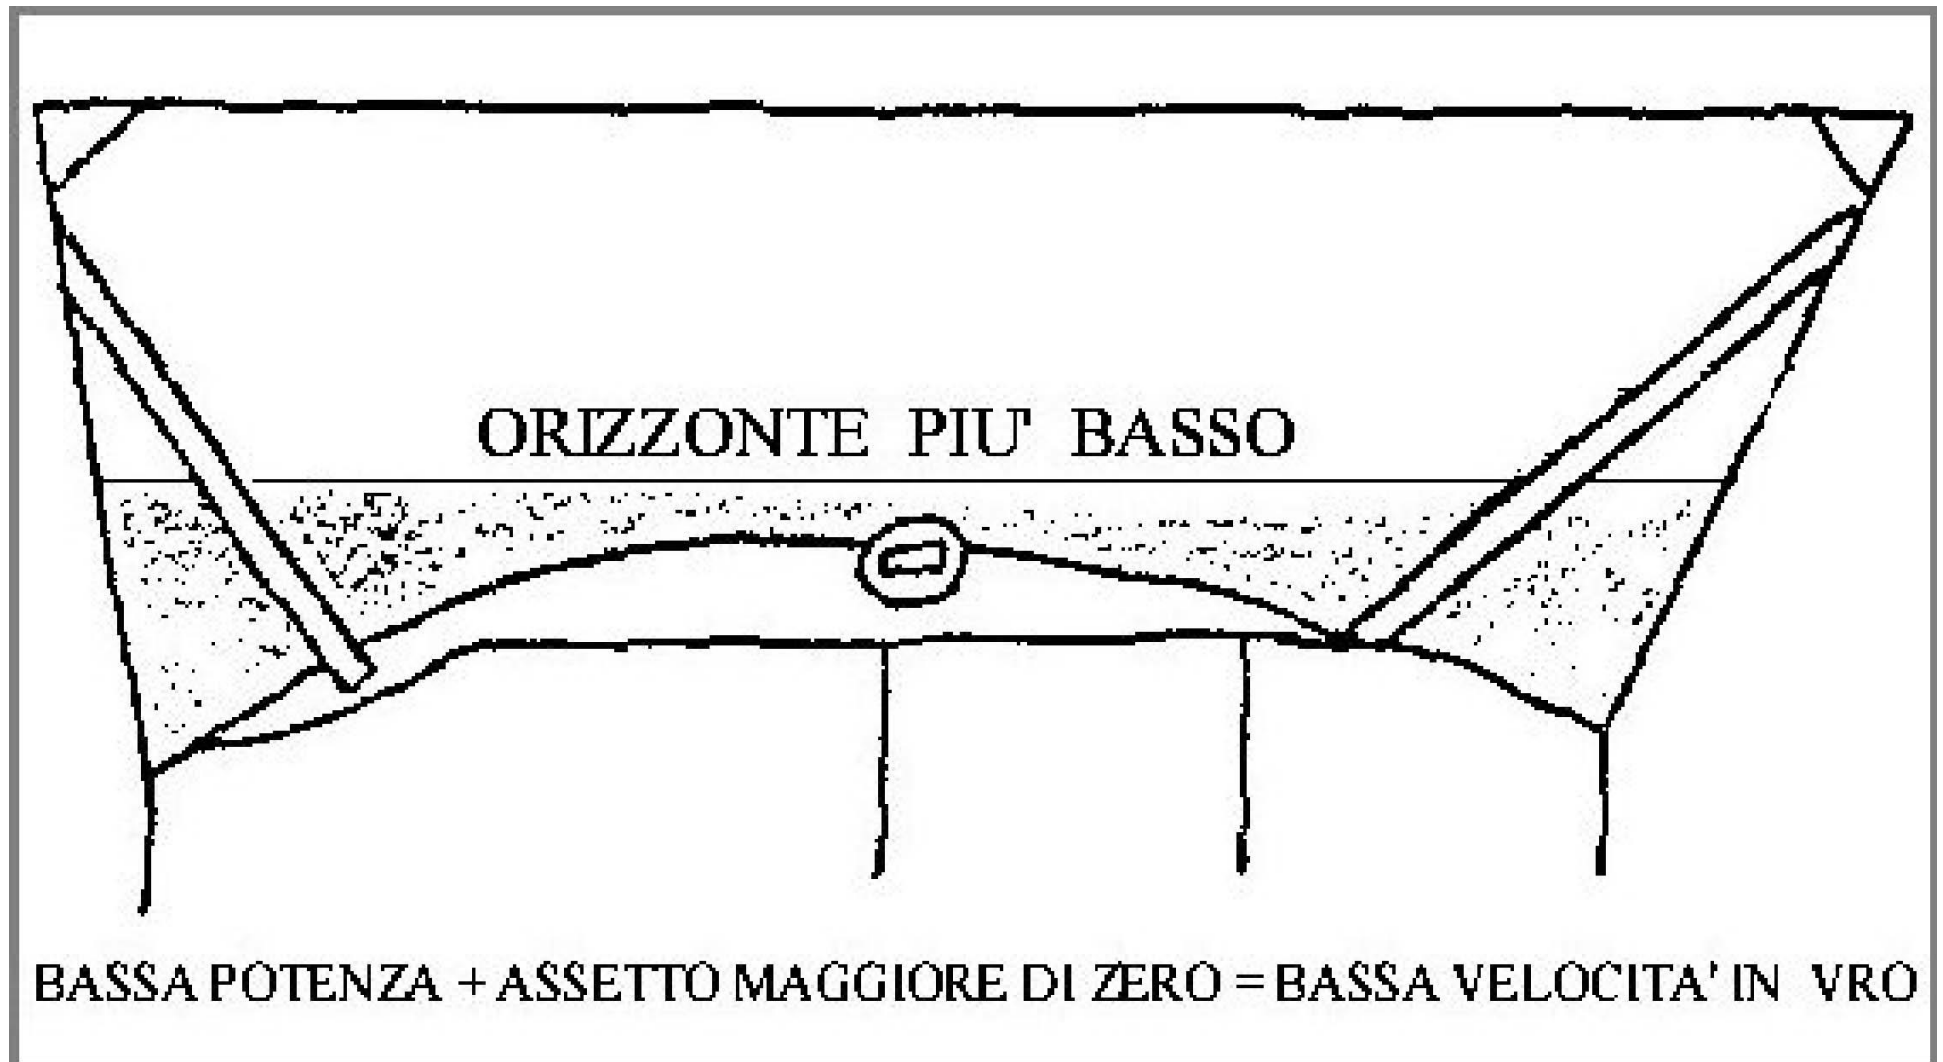 ORIZZONTE PIU' BASSO
BASSA POTENZA + ASSETTO MAGGIORE DI ZERO = BASSA VELOCITA' IN VRO